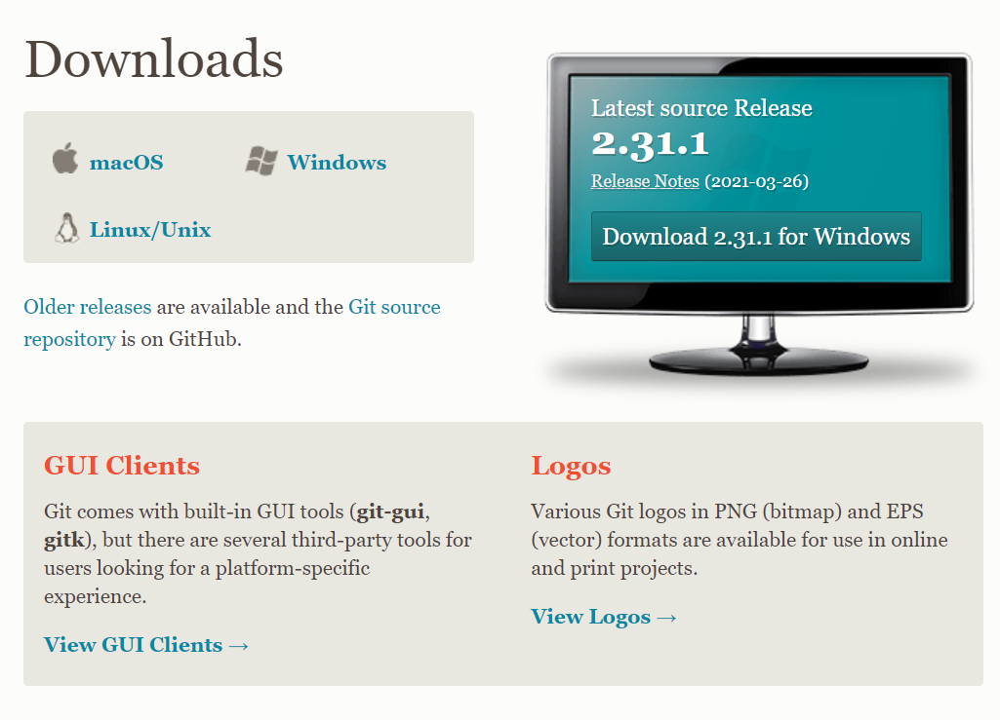 Downloads
macOS
Windows
Linux/Unix
Older releases are available and the Git source
repository is on GitHub.
Latest source Release
2.31.1
Release Notes (2021-03-26)
Download 2.31.1 for Windows
GUI Clients
Git comes with built-in GUI tools (git-gui,
gitk), but there are several third-party tools for
users looking for a platform-specific
experience.
View GUI Clients →
Logos
Various Git logos in PNG (bitmap) and EPS
(vector) formats are available for use in online
and print projects.
View Logos →